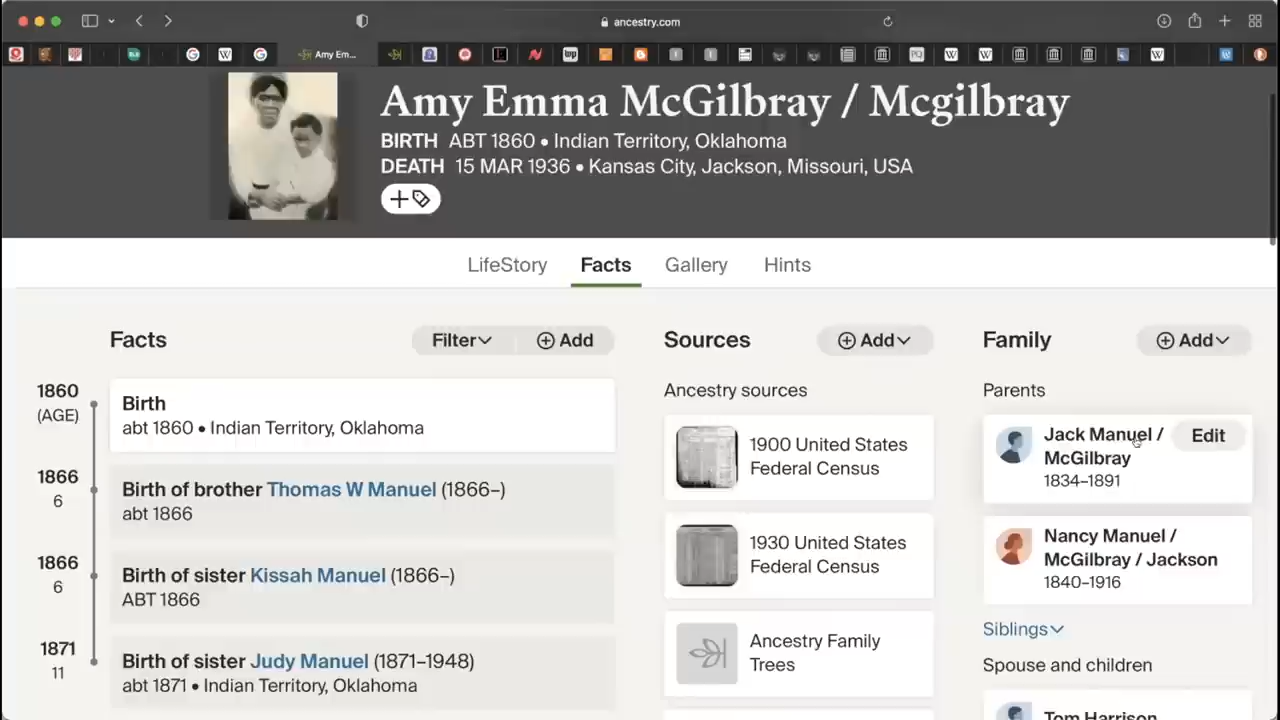 ancestry.com
Amy Em...
Amy Emma McGilbray / Mcgilbray
BIRTH ABT 1860 • Indian Territory, Oklahoma
DEATH 15 MAR 1936 • Kansas City, Jackson, Missouri, USA
LifeStory Facts Gallery Hints
Facts Filter Add
Sources Add
Family Add
1860
(AGE)
Birth
abt 1860 • Indian Territory, Oklahoma
1866
6
Birth of brother Thomas W Manuel (1866–)
abt 1866
1866
6
Birth of sister Kissah Manuel (1866–)
ABT 1866
1871
11
Birth of sister Judy Manuel (1871–1948)
abt 1871 • Indian Territory, Oklahoma
Ancestry sources
1900 United States
Federal Census
1930 United States
Federal Census
Ancestry Family
Trees
Parents
Jack Manuel /
McGilbray
1834–1891
Edit
Nancy Manuel /
McGilbray / Jackson
1840–1916
Siblings
Spouse and children
Tom Harrison